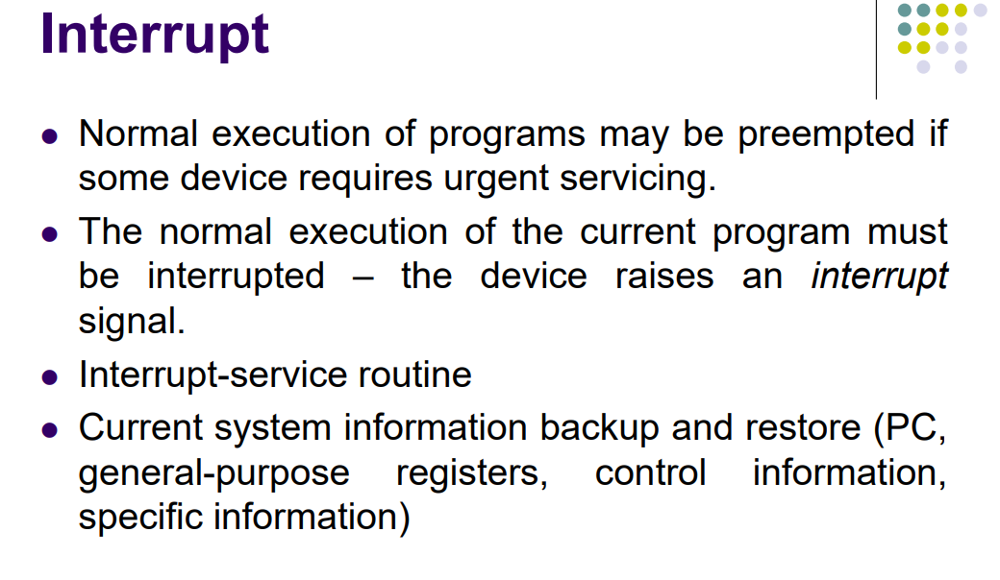 Interrupt
● Normal execution of programs may be preempted if
some device requires urgent servicing.
● The normal execution of the current program must
be interrupted – the device raises an interrupt
signal.
● Interrupt-service routine
● Current system information backup and restore (PC,
general-purpose registers, control information,
specific information)